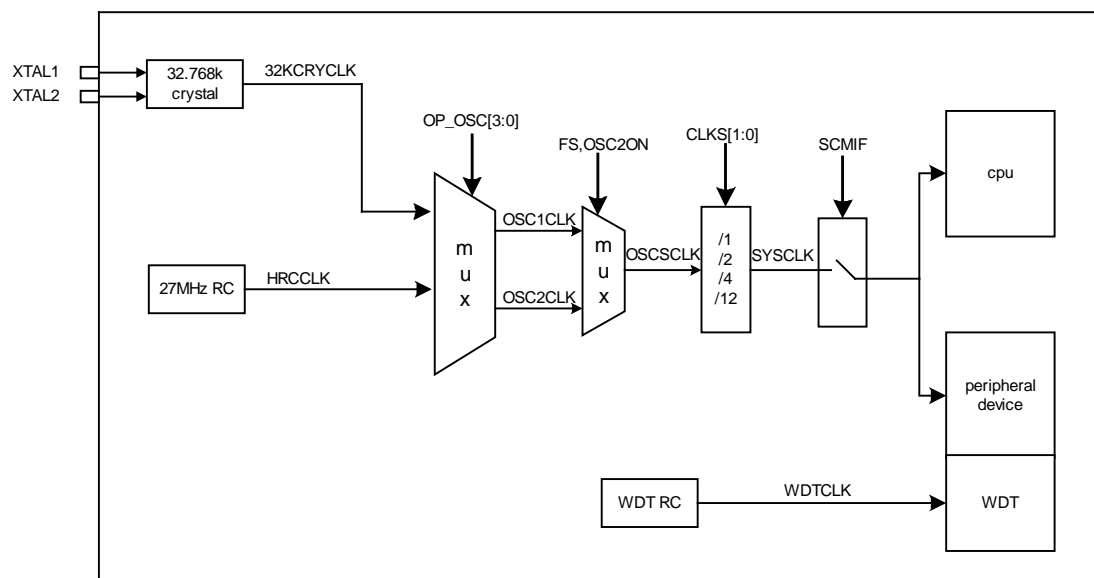 XTAL1
XTAL2
32.768k
crystal
32KCRYCLK
OP_OSC[3:0]
FS,OSC2ON
CLKS[1:0]
SCMIF
cpu
27MHz RC
HRCCLK
m
u
x
OSC1CLK
OSC2CLK
m
u
x
OSCSCLK
/1
/2
/4
/12
SYSCLK
peripheral
device
WDT RC
WDTCLK
WDT